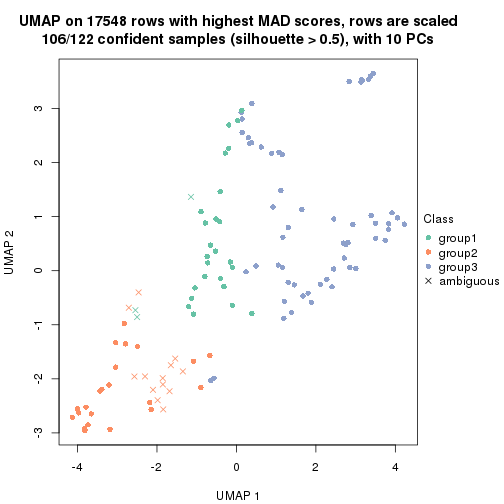 UMAP on 17548 rows with highest MAD scores, rows are scaled
106/122 confident samples (silhouette > 0.5), with 10 PCs
3
2
1
0
-1
-2
-3
UMAP 2
-4
-2
0
2
4
UMAP 1
Class
group1
group2
group3
ambiguous